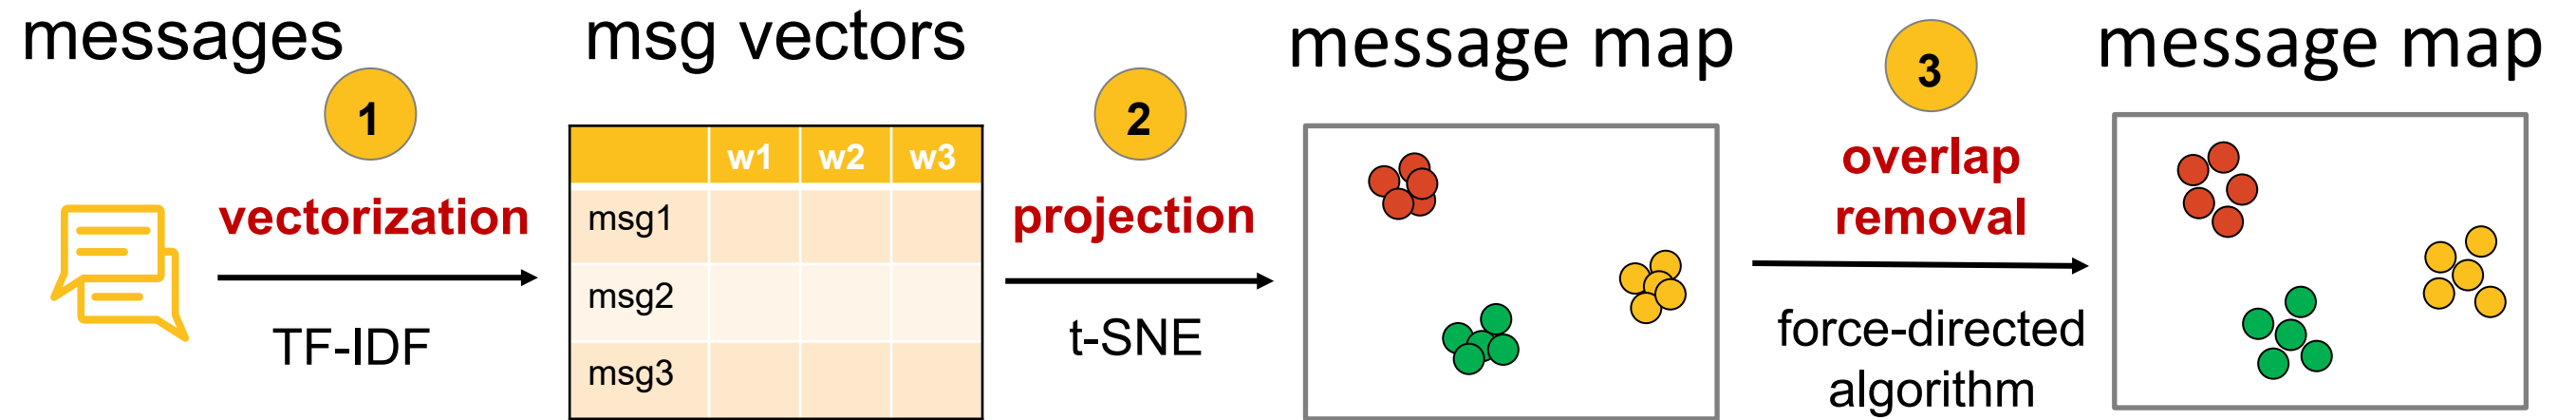 messages
1
vectorization
TF-IDF
msg vectors
w1 w2 w3
msg1
msg2
msg3
2
projection
t-SNE
message map
3
overlap
removal
force-directed
algorithm
message map